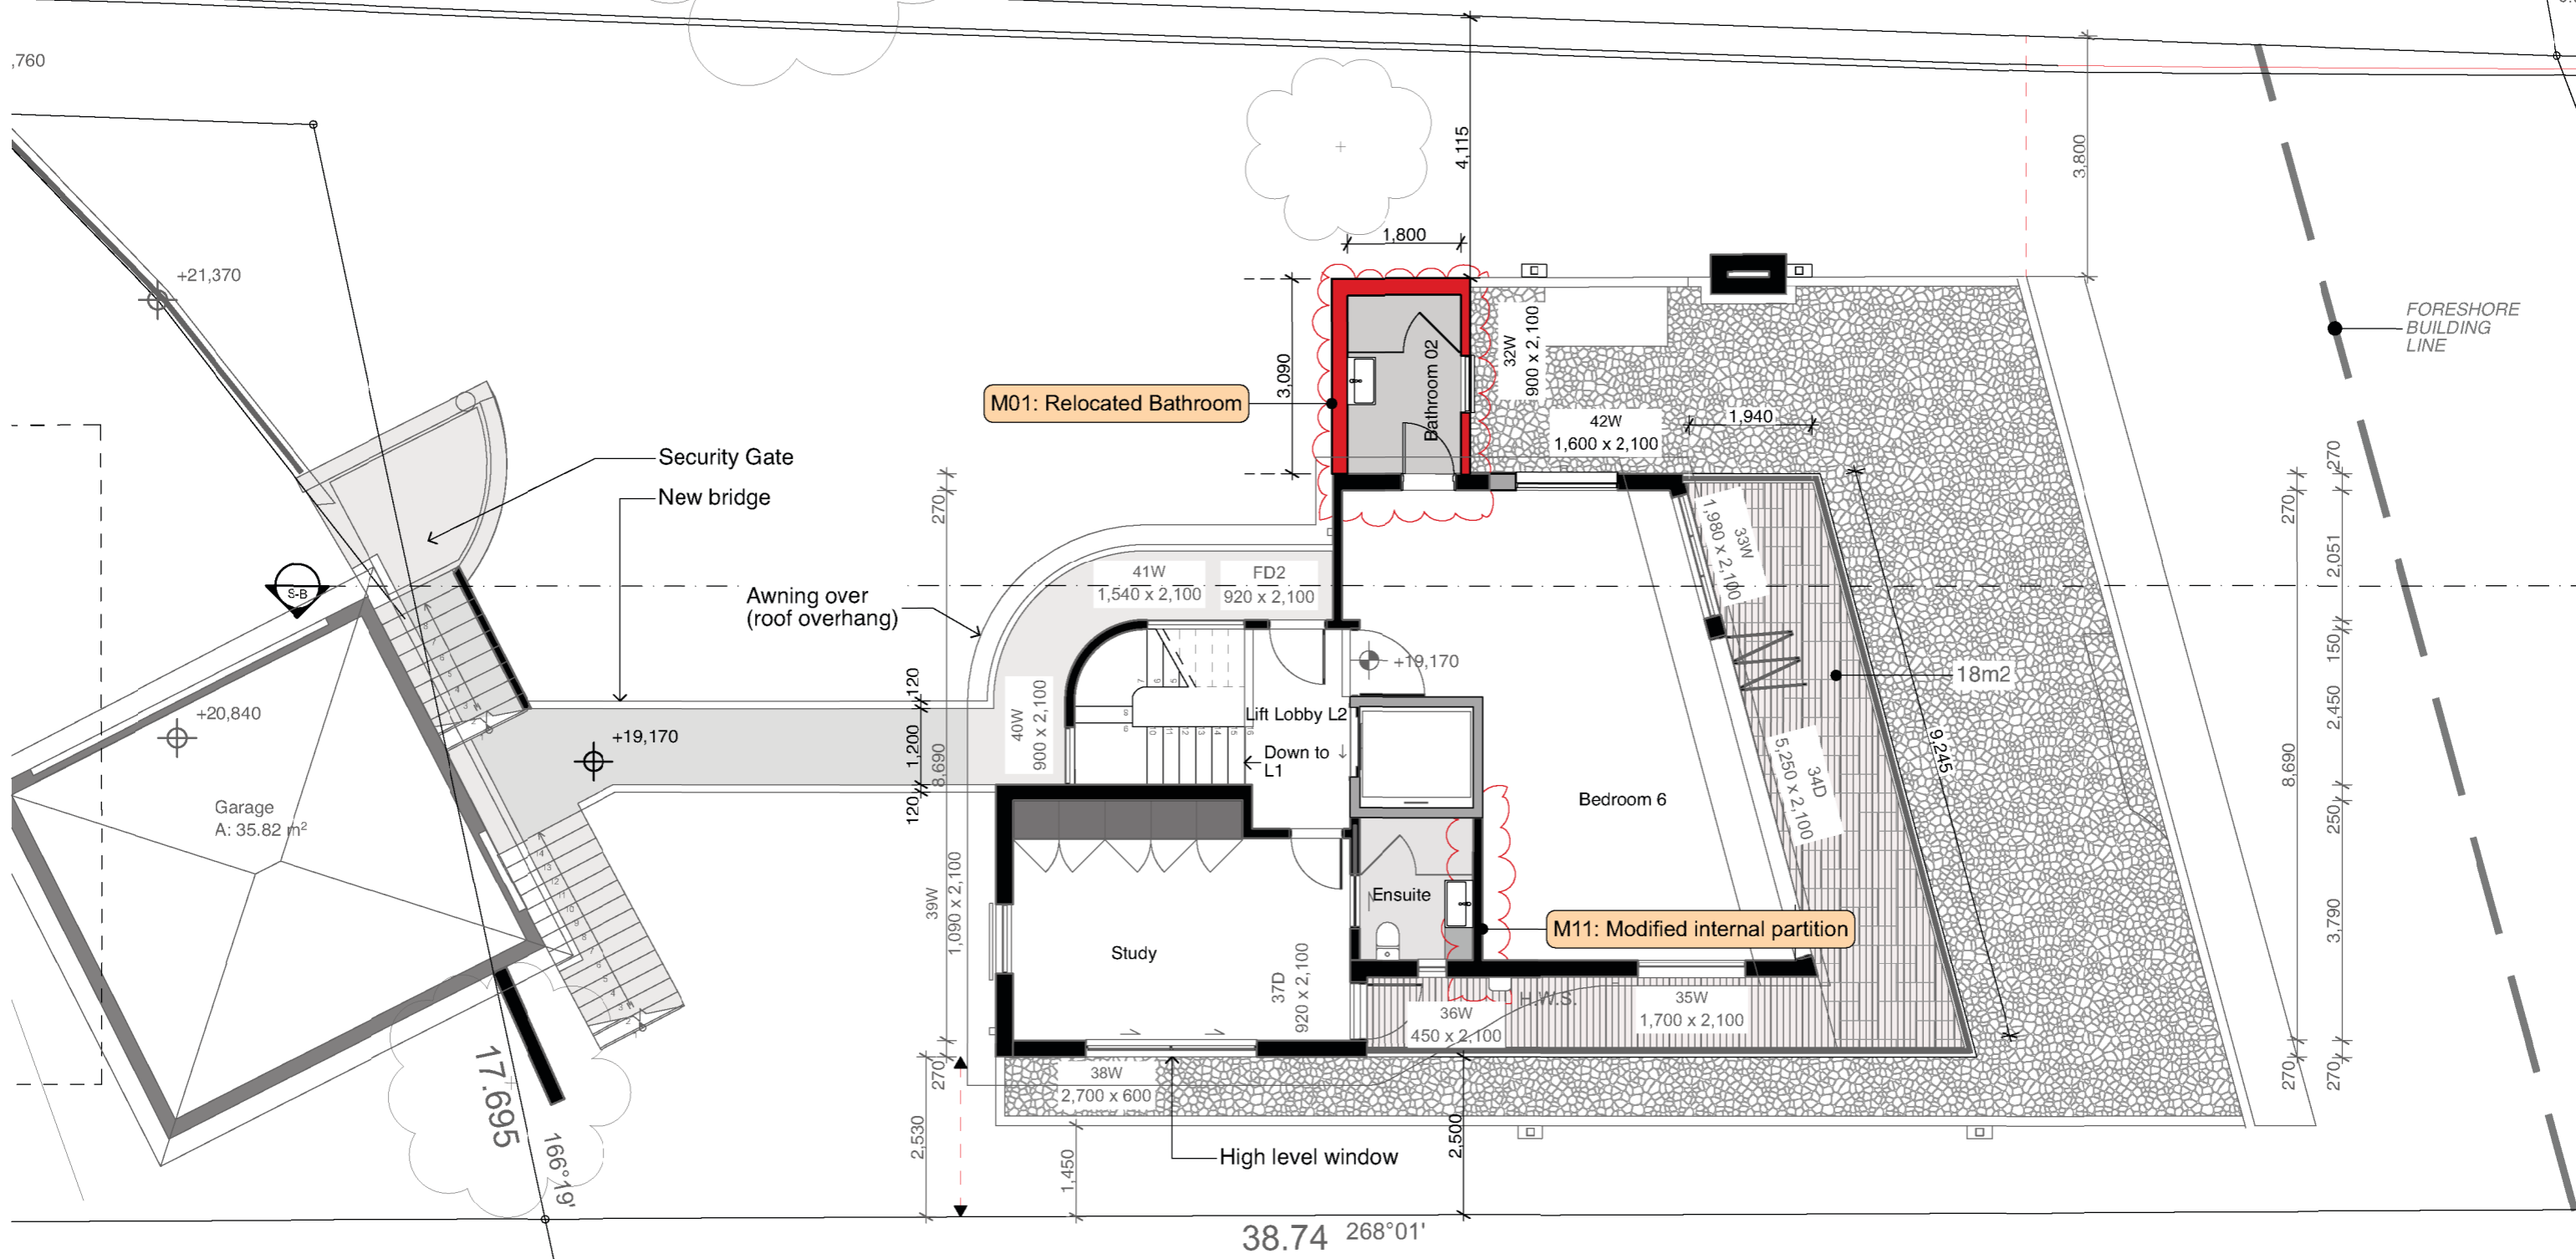 ,760
+21,370
4,115
3,800
1,800
FORESHORE
BUILDING
LINE
3,090
32W
900 x 2,100
Bathroom 02
M01: Relocated Bathroom
42W
1,600 x 2,100
1,940
Security Gate
New bridge
270
270
270
2,051
33W
1,980 x 2,100
S-B
41W
1,540 x 2,100
FD2
920 x 2,100
Awning over
(roof overhang)
+19,170
150
18m2
+20,840
+19,170
120
1,200
120
8,690
40W
900 x 2,100
Lift Lobby L2
Down to
L1
2,450
9,245
8,690
34D
5,250 x 2,100
Bedroom 6
Garage
A: 35.82 m²
250
39W
1,090 x 2,100
Ensuite
M11: Modified internal partition
3,790
Study
37D
920 x 2,100
H.W.S.
36W
450 x 2,100
35W
1,700 x 2,100
270
270
270
38W
2,700 x 600
17.695
166°19'
2,530
1,450
2,500
High level window
38.74 268°01'